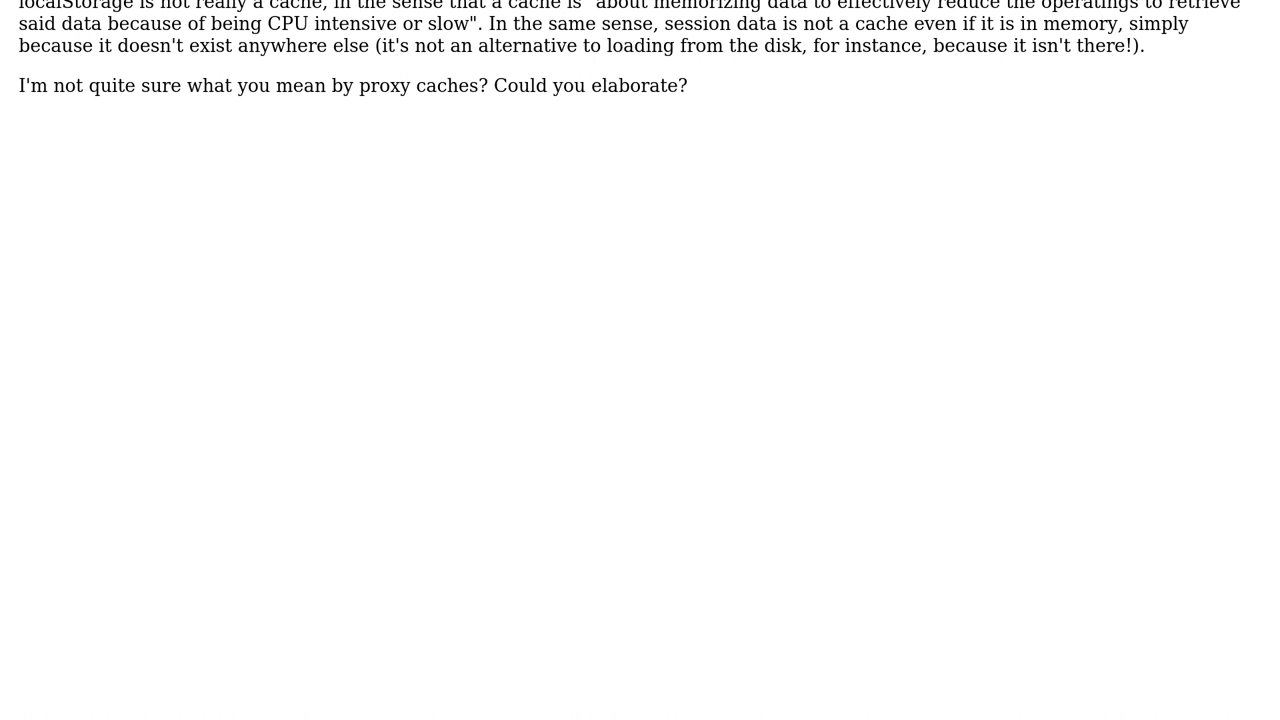 localStorage is not really a cache, in the sense that a cache is "about memorizing data to effectively reduce the operatings to retrieve
said data because of being CPU intensive or slow". In the same sense, session data is not a cache even if it is in memory, simply
because it doesn't exist anywhere else (it's not an alternative to loading from the disk, for instance, because it isn't there!).
I'm not quite sure what you mean by proxy caches? Could you elaborate?